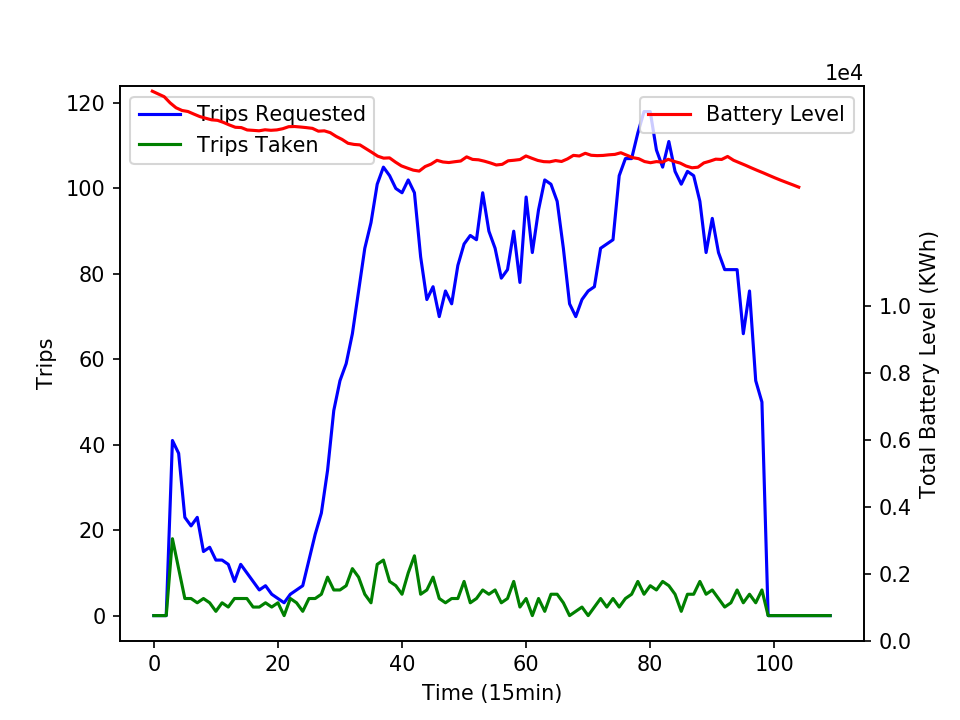 1e4
120
100
80
60
40
20
0
Trips
Trips Requested
Trips Taken
Battery Level
1.0
0.8
0.6
0.4
0.2
0.0
Total Battery Level (KWh)
0 20 40 60 80 100
Time (15min)